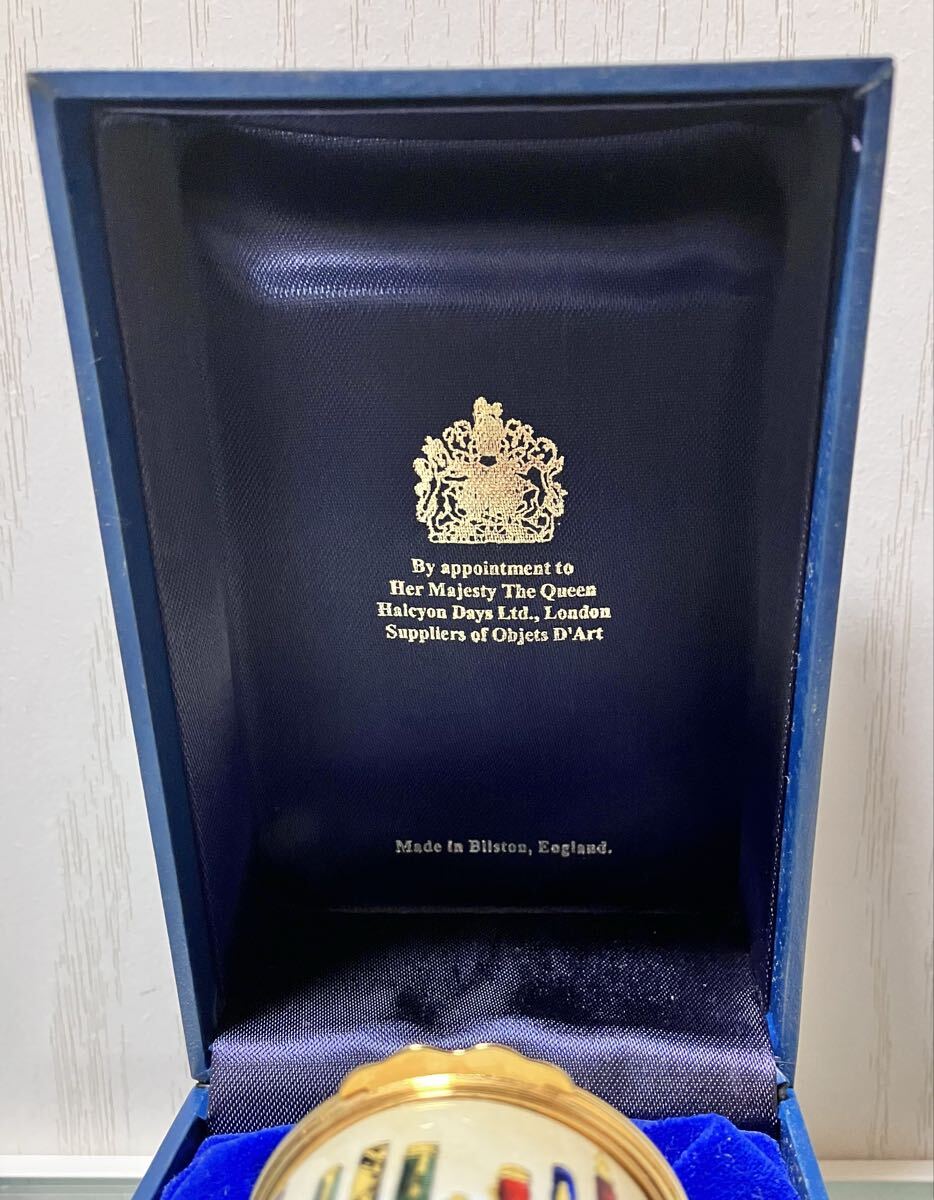 By appointment to
Her Majesty The Queen
Halcyon Days Ltd., London
Suppliers of Objets D'Art
Made in Bilston, England.